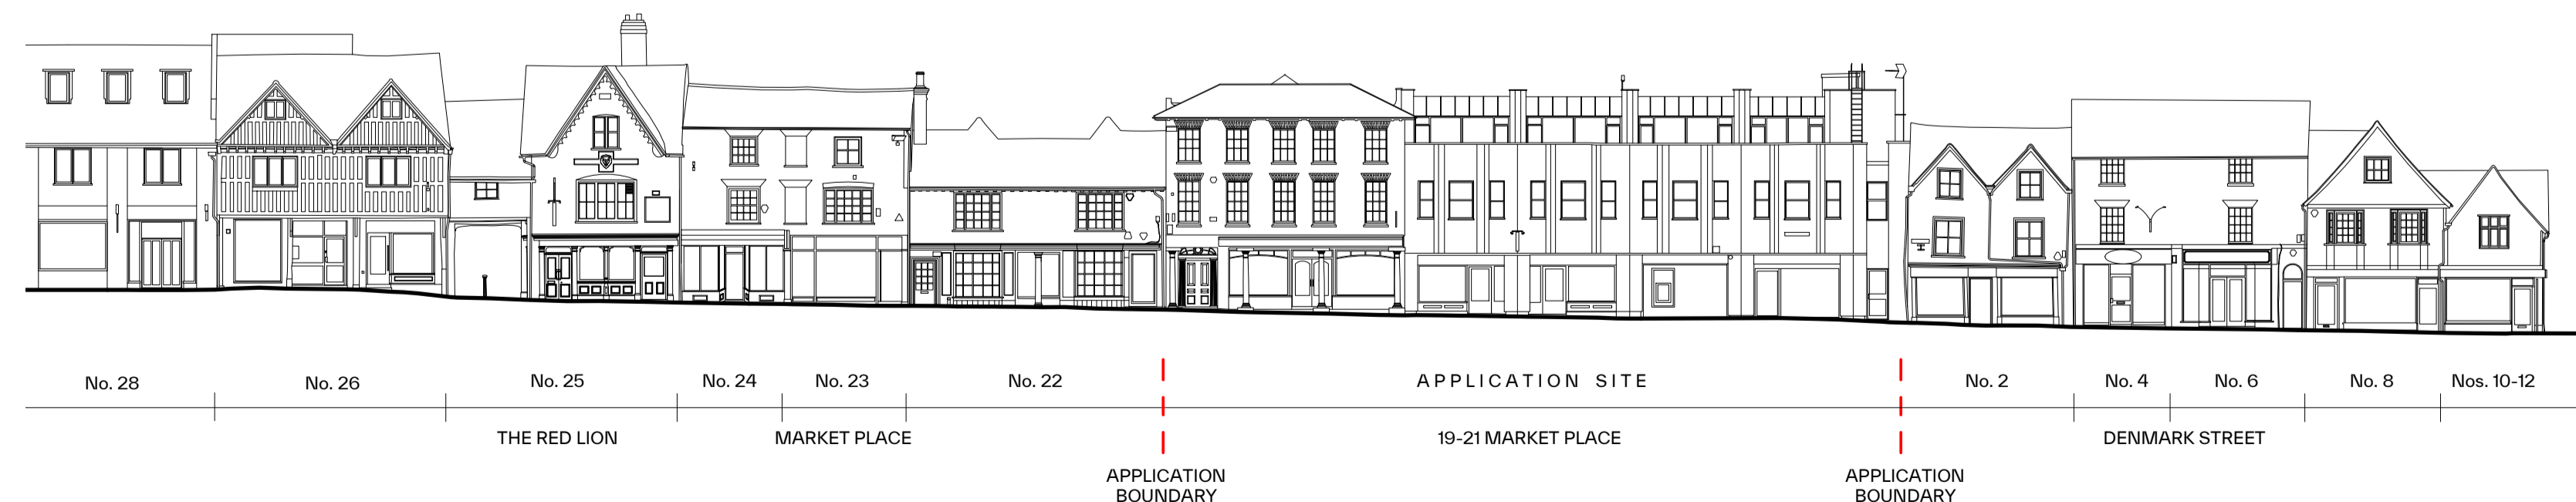 No. 28
No. 26
No. 25
No. 24
No. 23
No. 22
APPLICATION SITE
No. 2
No. 4
No. 6
No. 8
Nos. 10-12
THE RED LION
MARKET PLACE
19-21 MARKET PLACE
DENMARK STREET
APPLICATION
BOUNDARY
APPLICATION
BOUNDARY